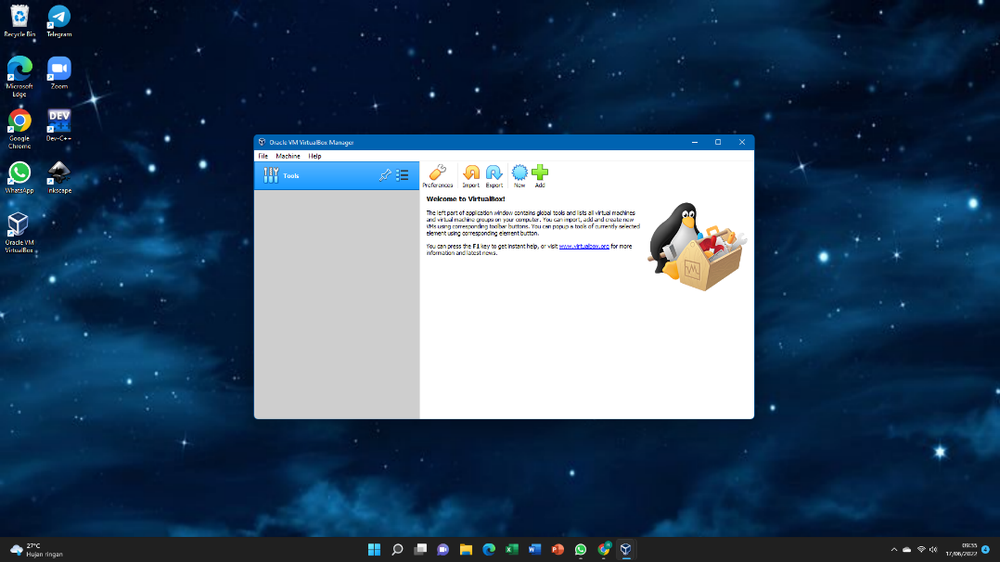 Recycle Bin
Telegram
Microsoft
Edge
Zoom
Google
Chrome
DEV
C++
Dev-C++
WhatsApp
Inkscape
Oracle VM
VirtualBox
Oracle VM VirtualBox Manager
File Machine Help
Tools
Preferences Import Export New Add
Welcome to VirtualBox!
The left part of application window contains global tools and lists all virtual machines
and virtual machine groups on your computer. You can import, add and create new
VMs using corresponding toolbar buttons. You can popup a tools of currently selected
element using corresponding element button.
You can press the F1 key to get instant help, or visit www.virtualbox.org for more
information and latest news.
27°C
Hujan ringan
09:35
17/06/2022